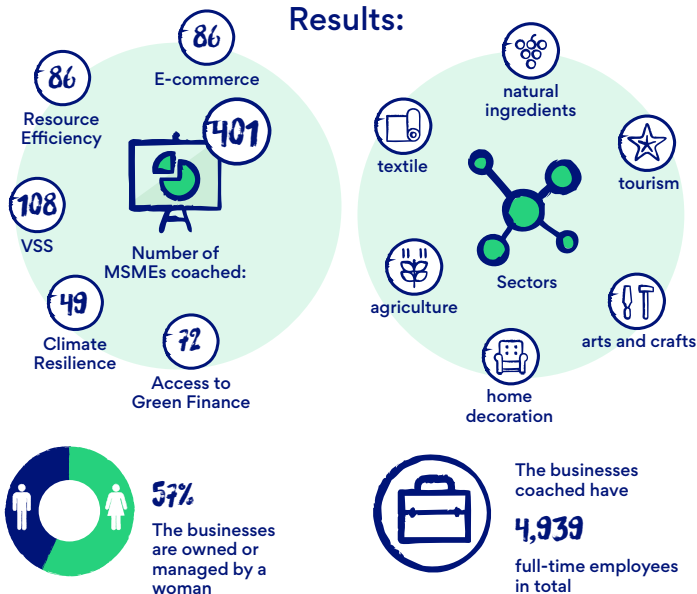 Results:
86
E-commerce
86
Resource
Efficiency
401
Number of
MSMEs coached:
108
VSS
49
Climate
Resilience
72
Access to
Green Finance
natural
ingredients
textile
tourism
Sectors
agriculture
arts and crafts
home
decoration
57%
The businesses
are owned or
managed by a
woman
The businesses
coached have
4,939
full-time employees
in total